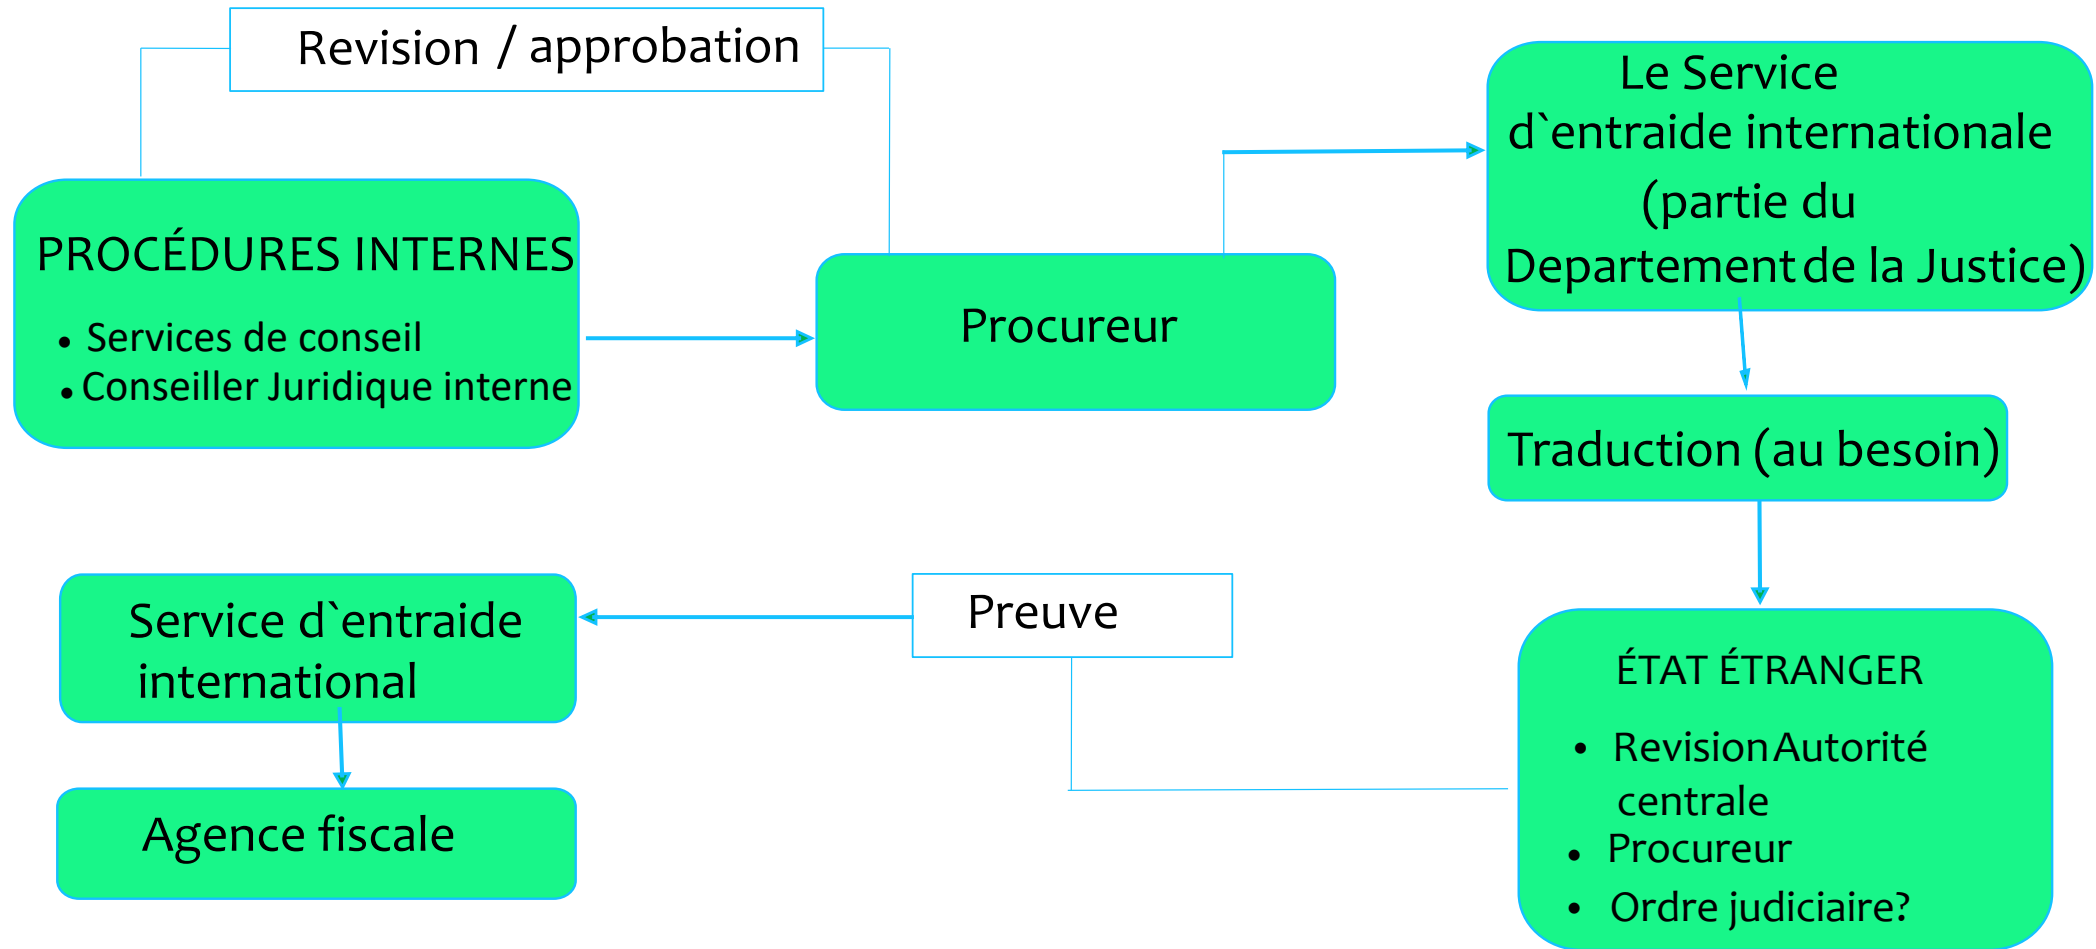 Revision / approbation
PROCÉDURES INTERNES
• Services de conseil
• Conseiller Juridique interne
Procureur
Le Service
d`entraide internationale
(partie du
Departement de la Justice)
Traduction (au besoin)
ÉTAT ÉTRANGER
• Revision Autorité
centrale
• Procureur
• Ordre judiciaire?
Preuve
Service d`entraide
international
Agence fiscale